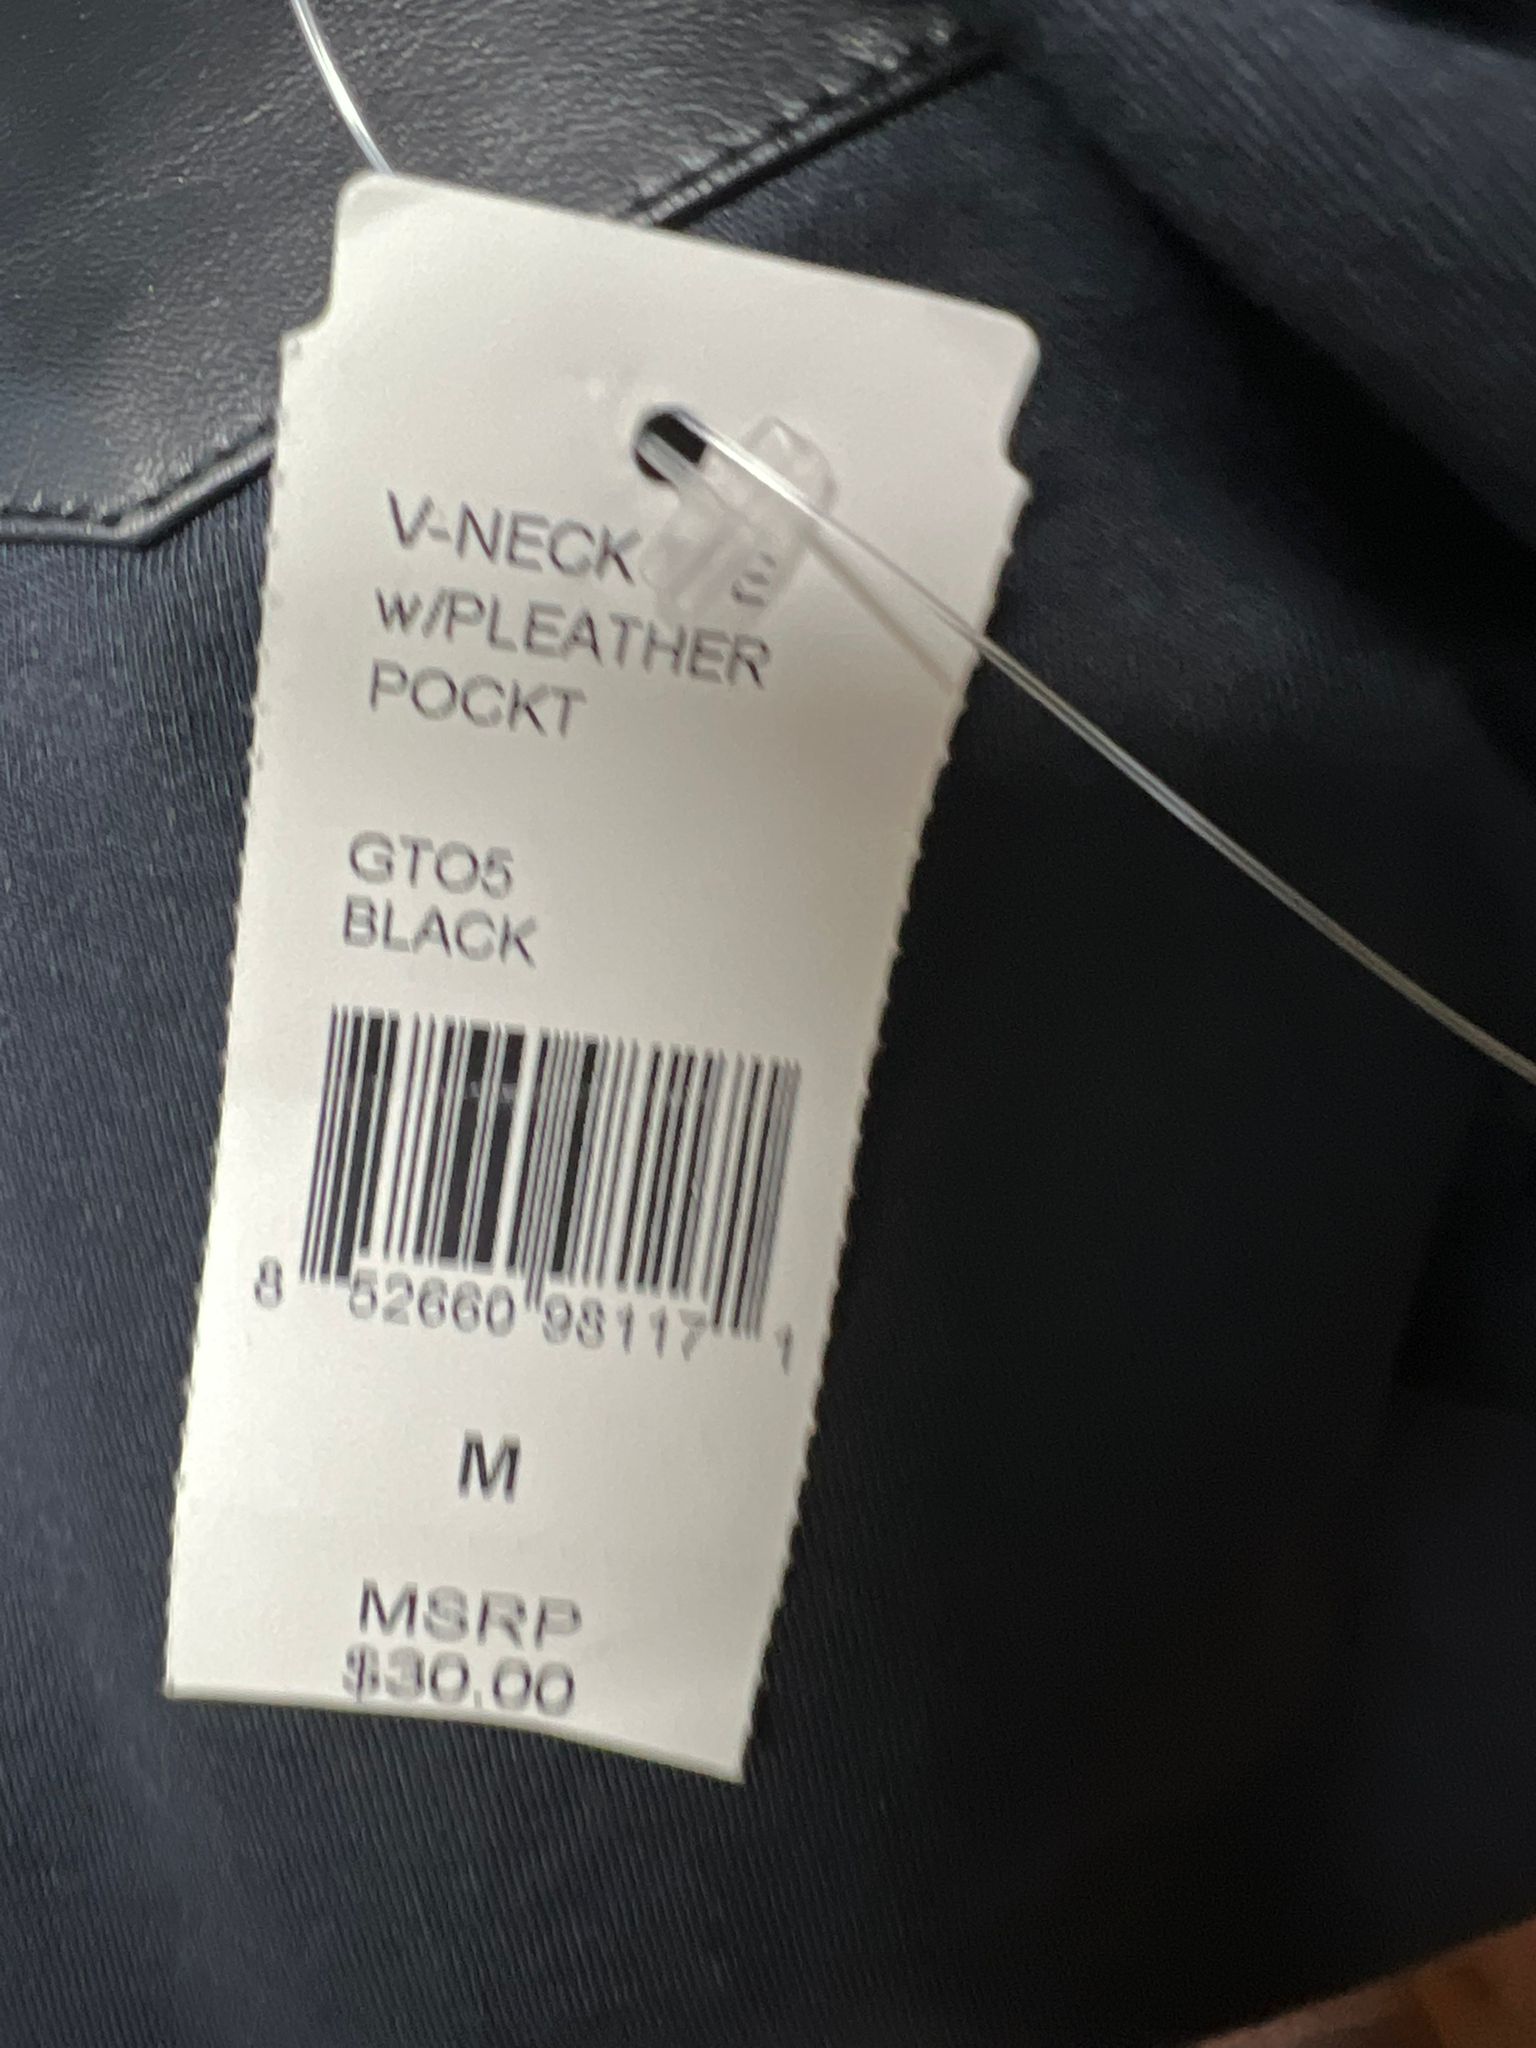 V-NECK
w/PLEATHER
POCKT
GTO5
BLACK
8 52660 98117 1
M
MSRP
$30.00